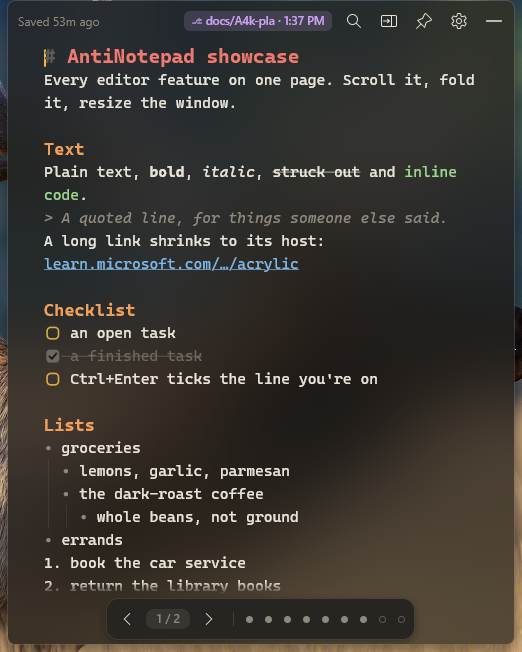 Saved 53m ago
docs/A4k-pla · 1:37 PM
# AntiNotepad showcase
Every editor feature on one page. Scroll it, fold
it, resize the window.
Text
Plain text, bold, italic, struck out and inline
code.
> A quoted line, for things someone else said.
A long link shrinks to its host:
learn.microsoft.com/…/acrylic
Checklist
an open task
a finished task
Ctrl+Enter ticks the line you're on
Lists
• groceries
• lemons, garlic, parmesan
• the dark-roast coffee
• whole beans, not ground
• errands
1. book the car service
2. return the library books
1/2